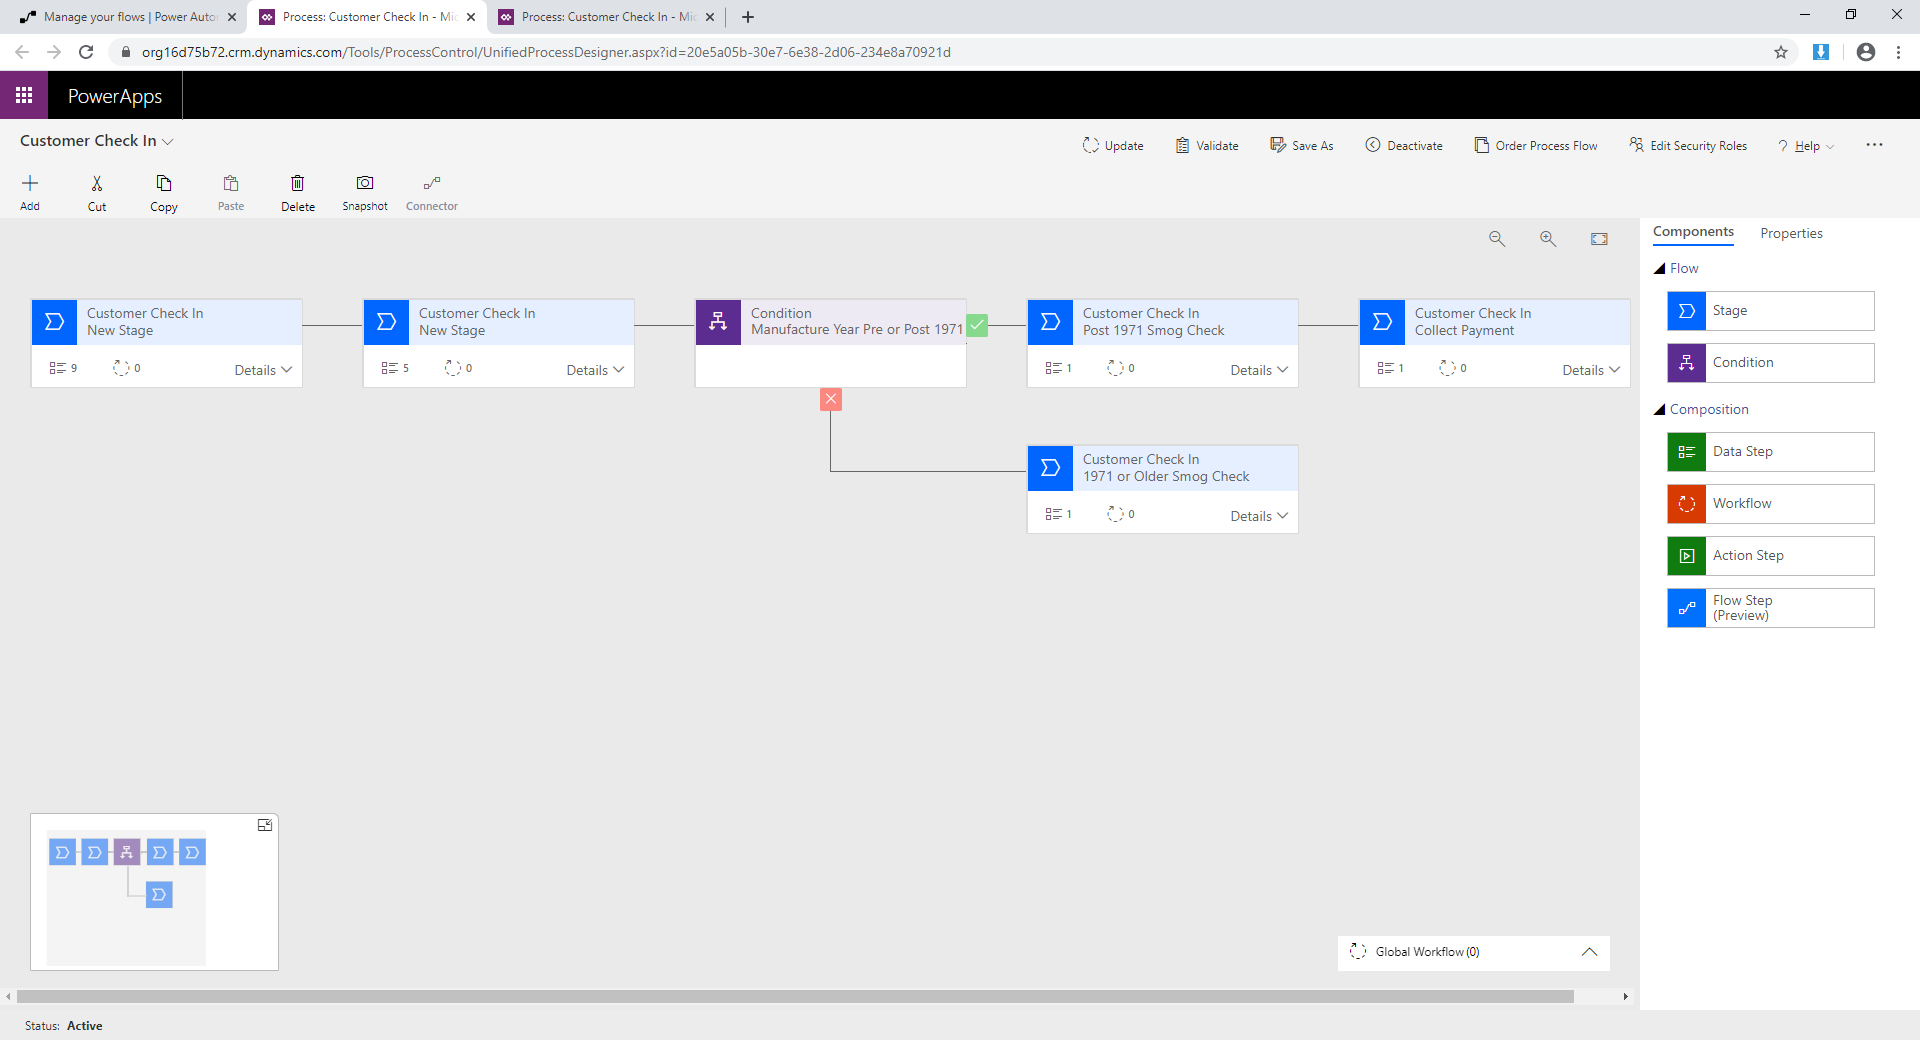 Manage your flows | Power Auto
Process: Customer Check In - Mic
Process: Customer Check In - Mic
org16d75b72.crm.dynamics.com/Tools/ProcessControl/UnifiedProcessDesigner.aspx?id=20e5a05b-30e7-6e38-2d06-234e8a70921d
PowerApps
Customer Check In
Update
Validate
Save As
Deactivate
Order Process Flow
Edit Security Roles
? Help
...
Add
Cut
Copy
Paste
Delete
Snapshot
Connector
Components
Properties
Flow
Stage
Condition
Composition
Data Step
Workflow
Action Step
Flow Step
(Preview)
Customer Check In
New Stage
9
0
Details
Customer Check In
New Stage
5
0
Details
Condition
Manufacture Year Pre or Post 1971
Customer Check In
Post 1971 Smog Check
1
0
Details
Customer Check In
Collect Payment
1
0
Details
Customer Check In
1971 or Older Smog Check
1
0
Details
Global Workflow (0)
Status: Active